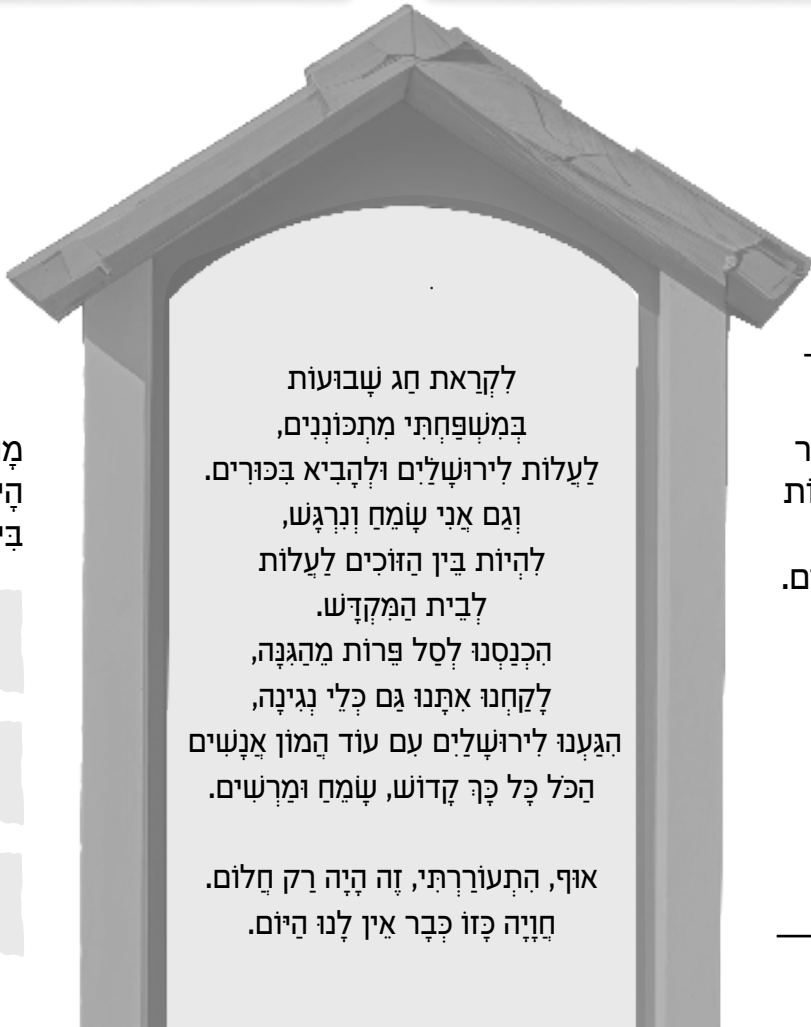 לִקְרַאת חַג שָׁבוּעוֹת
בְּמִשְׁפַּחְתִּי מִתְכּוֹנְנִים,
לַעֲלוֹת לִירוּשָׁלַיִם וּלְהָבִיא בִּכּוּרִים.
וְגַם אֲנִי שָׂמֵחַ וְנִרְגָּשׁ,
לִהְיוֹת בֵּין הַזּוֹכִים לַעֲלוֹת
לְבֵית הַמִּקְדָּשׁ.
הִכְנַסְנוּ לְסַל פֵּרוֹת מֵהַגִּנָּה,
לָקַחְנוּ אִתָּנוּ גַּם כְּלֵי נְגִינָה,
הִגַּעְנוּ לִירוּשָׁלַיִם עִם עוֹד הֲמוֹן אֲנָשִׁים
הַכֹּל כָּל כָּךְ קָדוֹשׁ, שָׂמֵחַ וּמַרְשִׁים.
אוּף, הִתְעוֹרַרְתִּי, זֶה הָיָה רַק חֲלוֹם.
חֲוָיָה כָּזוֹ כְּבָר אֵין לָנוּ הַיּוֹם.